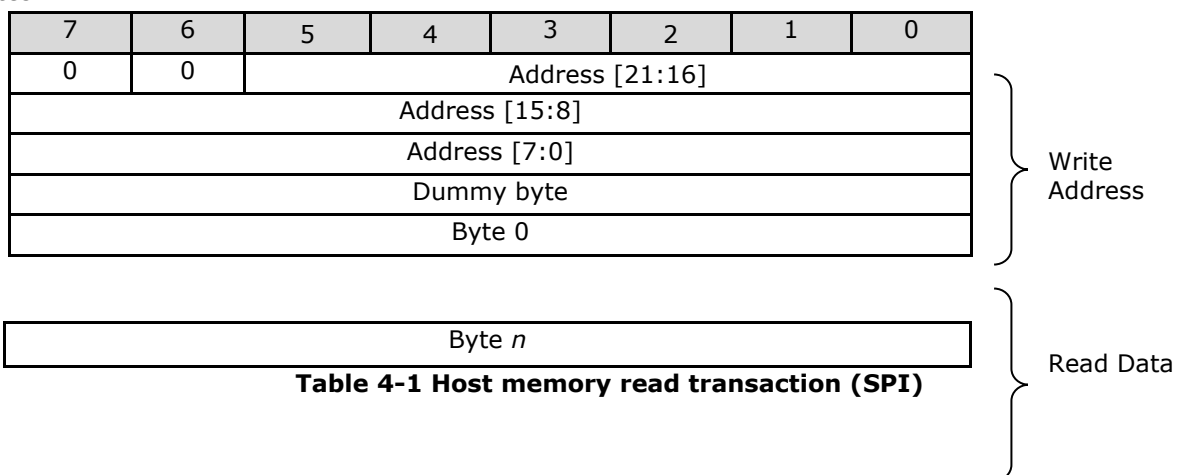 7 6 5 4 3 2 1 0
0 0 Address [21:16]
Address [15:8]
Address [7:0]
Dummy byte
Byte 0
Write
Address
Byte n
Read Data
Table 4-1 Host memory read transaction (SPI)